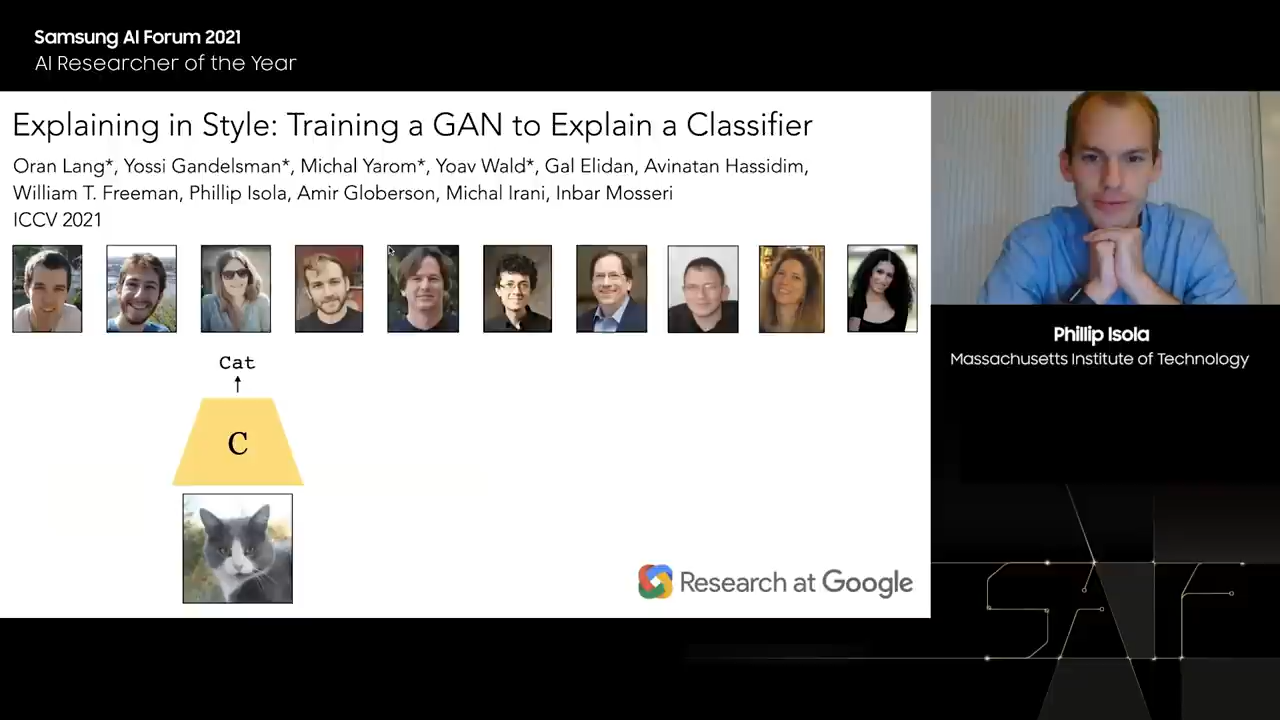 Samsung AI Forum 2021
AI Researcher of the Year
Explaining in Style: Training a GAN to Explain a Classifier
Oran Lang*, Yossi Gandelsman*, Michal Yarom*, Yoav Wald*, Gal Elidan, Avinatan Hassidim,
William T. Freeman, Phillip Isola, Amir Globerson, Michal Irani, Inbar Mosseri
ICCV 2021
Cat
C
Research at Google
Phillip Isola
Massachusetts Institute of Technology
SAIF